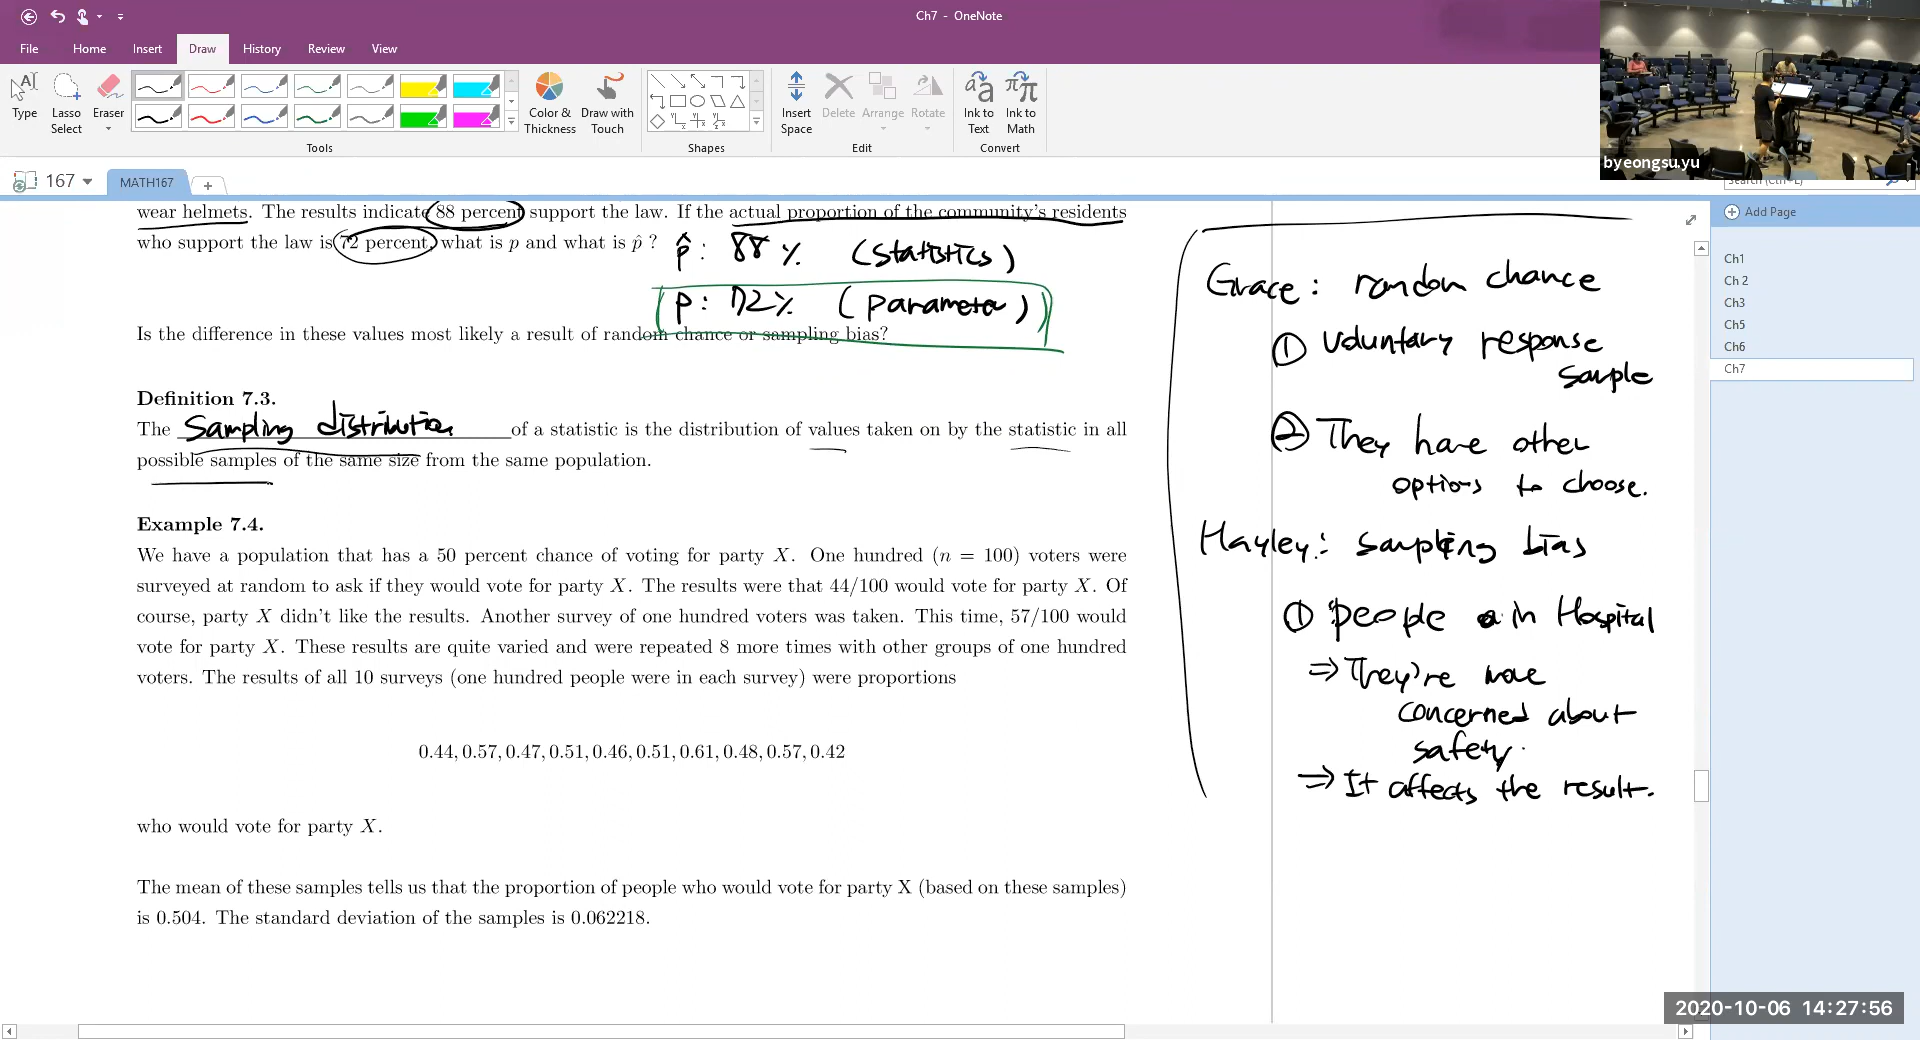 Ch7 - OneNote
File Home Insert Draw History Review View
Type
Lasso Select
Eraser
Color & Thickness
Draw with Touch
Insert Space
Delete
Arrange
Rotate
Ink to Text
Ink to Math
Tools
Shapes
Edit
Convert
byeongsu.yu
167
MATH167
Add Page
Ch1
Ch 2
Ch3
Ch5
Ch6
Ch7
wear helmets. The results indicate 88 percent support the law. If the actual proportion of the community's residents
who support the law is 72 percent, what is p and what is p̂ ?
p̂ : 88 % (Statistics)
p : 72 % (parameter)
Is the difference in these values most likely a result of random chance or sampling bias?
Definition 7.3.
The Sampling distribution of a statistic is the distribution of values taken on by the statistic in all
possible samples of the same size from the same population.
Example 7.4.
We have a population that has a 50 percent chance of voting for party X. One hundred (n = 100) voters were
surveyed at random to ask if they would vote for party X. The results were that 44/100 would vote for party X. Of
course, party X didn't like the results. Another survey of one hundred voters was taken. This time, 57/100 would
vote for party X. These results are quite varied and were repeated 8 more times with other groups of one hundred
voters. The results of all 10 surveys (one hundred people were in each survey) were proportions
0.44, 0.57, 0.47, 0.51, 0.46, 0.51, 0.61, 0.48, 0.57, 0.42
who would vote for party X.
The mean of these samples tells us that the proportion of people who would vote for party X (based on these samples)
is 0.504. The standard deviation of the samples is 0.062218.
Grace : random chance
① Voluntary response
sample
② They have other
options to choose.
Hayley : sampling bias
① people in Hospital
⇒ They're more
concerned about
safety.
⇒ It affects the result.
2020-10-06 14:27:56